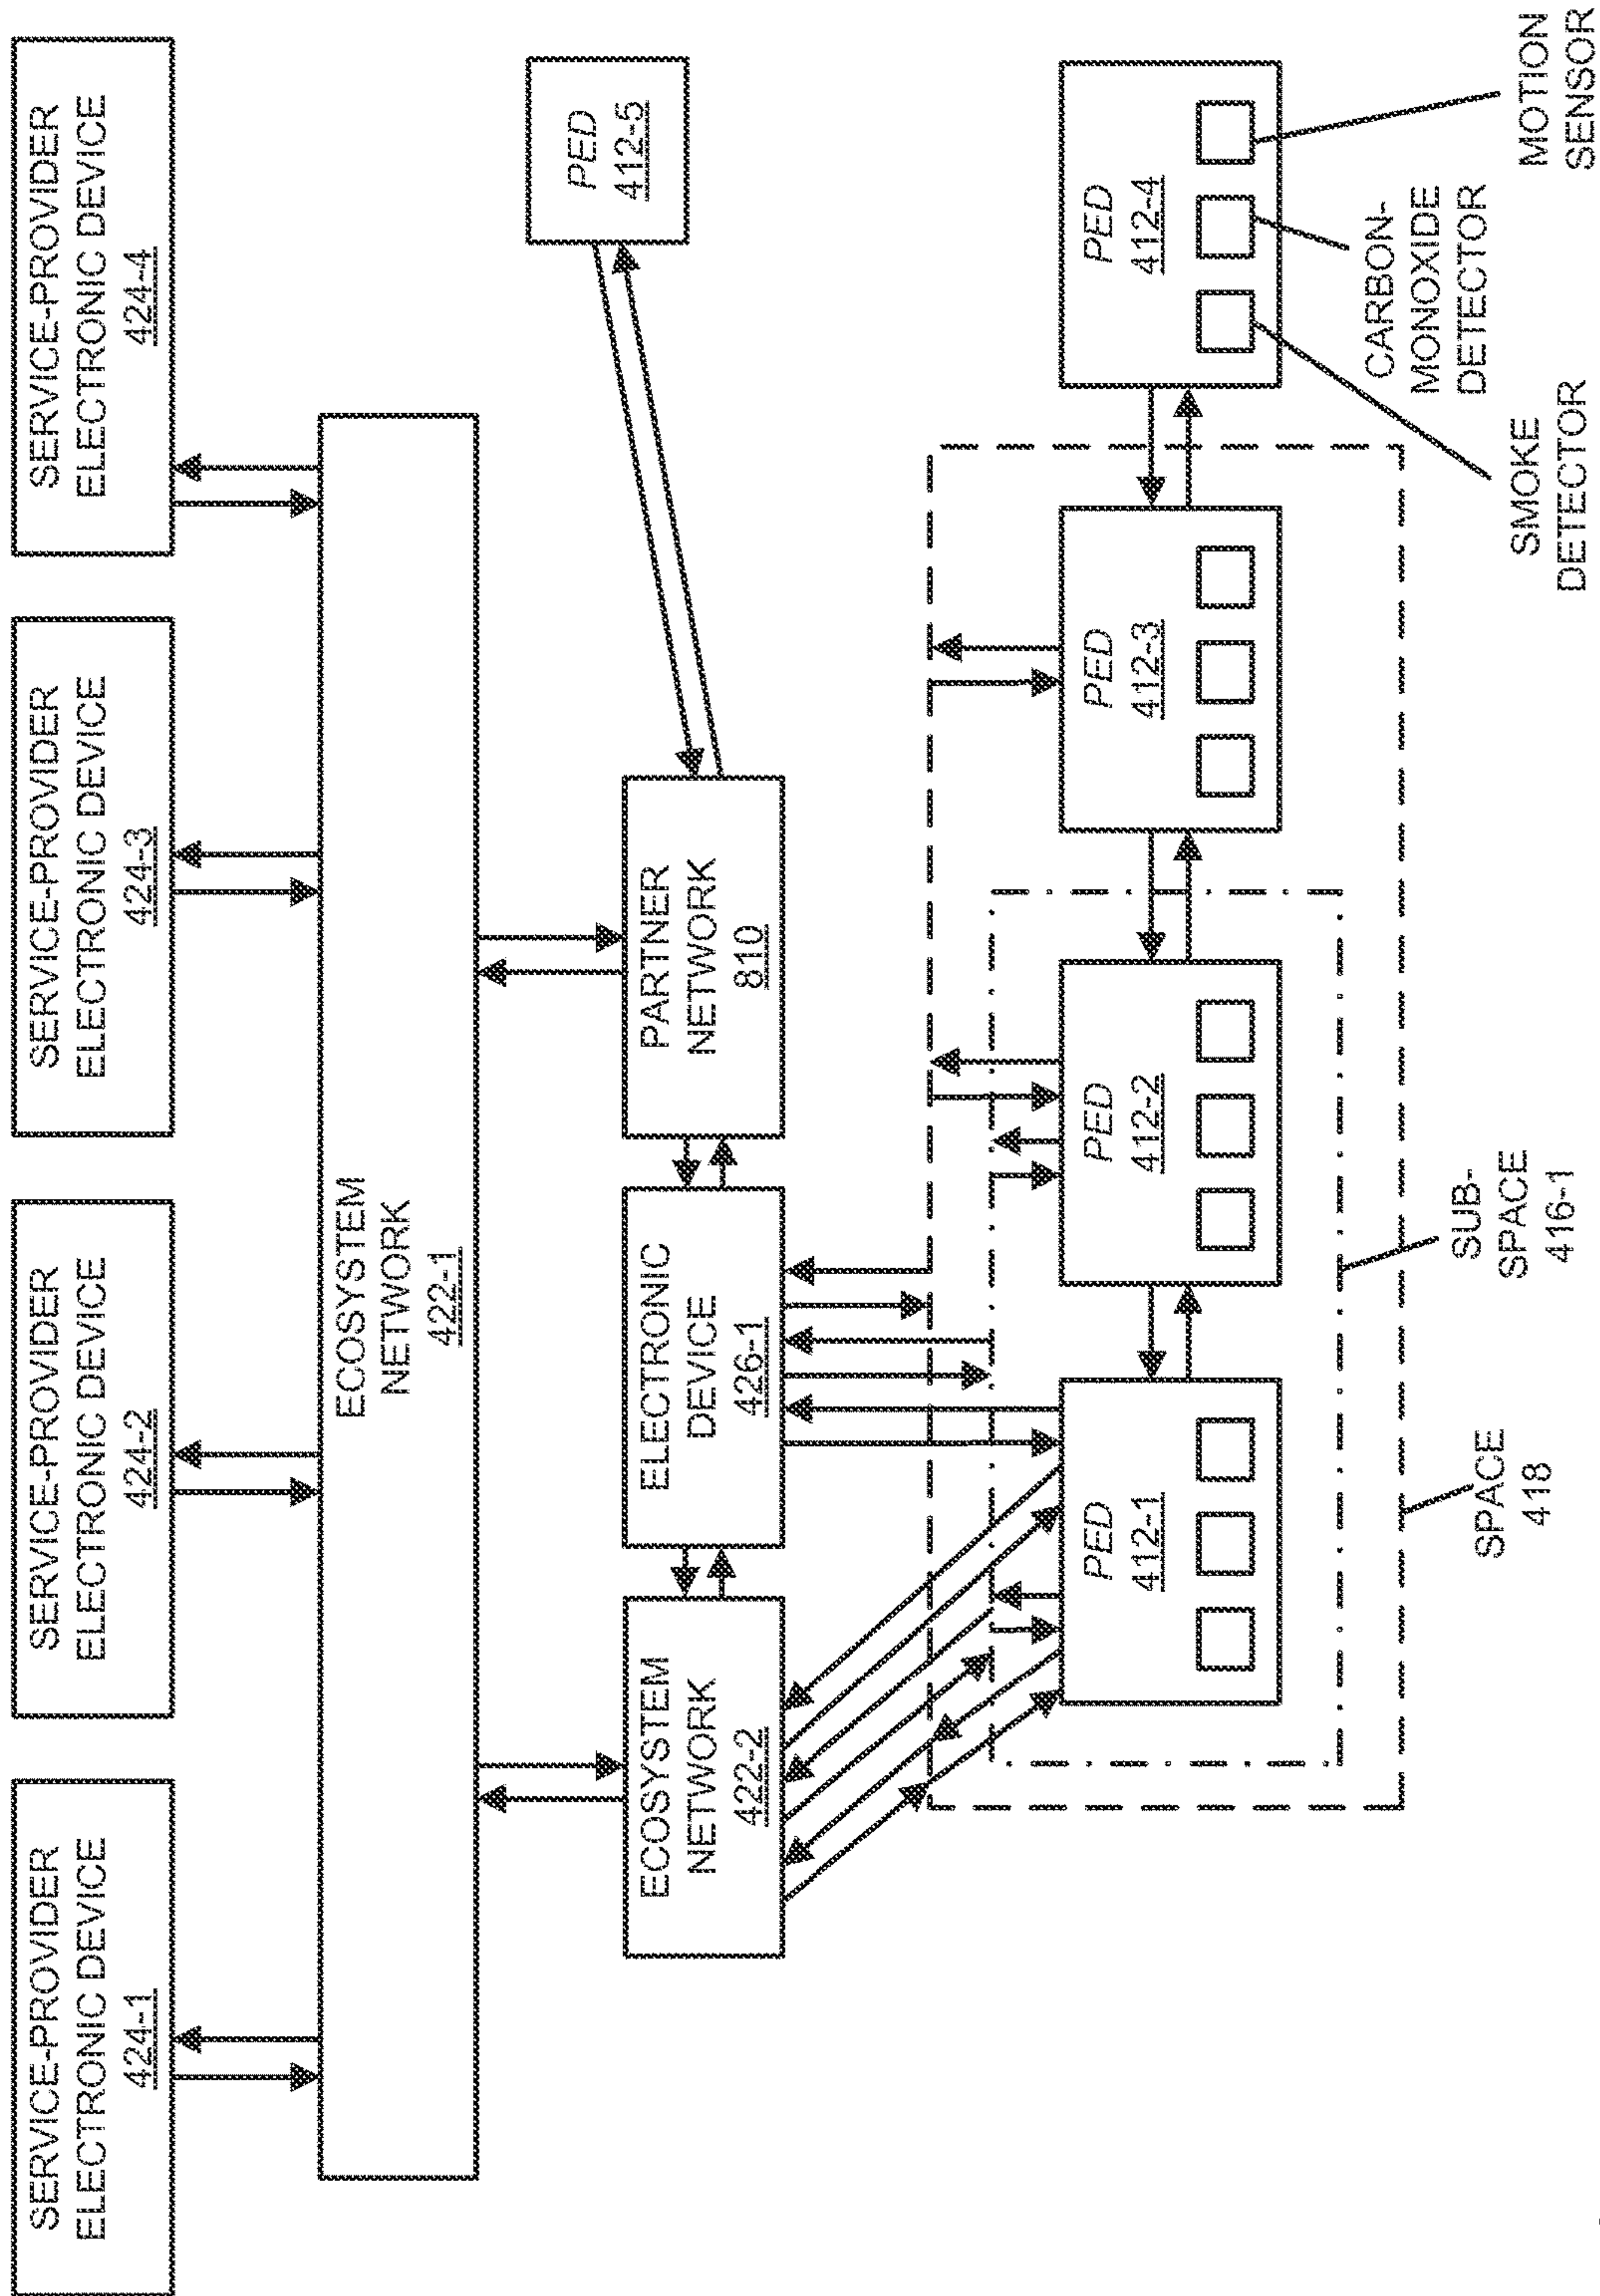 SERVICE-PROVIDER
ELECTRONIC DEVICE
424-1
SERVICE-PROVIDER
ELECTRONIC DEVICE
424-2
SERVICE-PROVIDER
ELECTRONIC DEVICE
424-3
SERVICE-PROVIDER
ELECTRONIC DEVICE
424-4
ECOSYSTEM
NETWORK
422-1
ECOSYSTEM
NETWORK
422-2
ELECTRONIC
DEVICE
426-1
PARTNER
NETWORK
810
PED
412-5
PED
412-1
PED
412-2
PED
412-3
PED
412-4
SPACE
418
SUB-
SPACE
416-1
SMOKE
DETECTOR
CARBON-
MONOXIDE
DETECTOR
MOTION
SENSOR